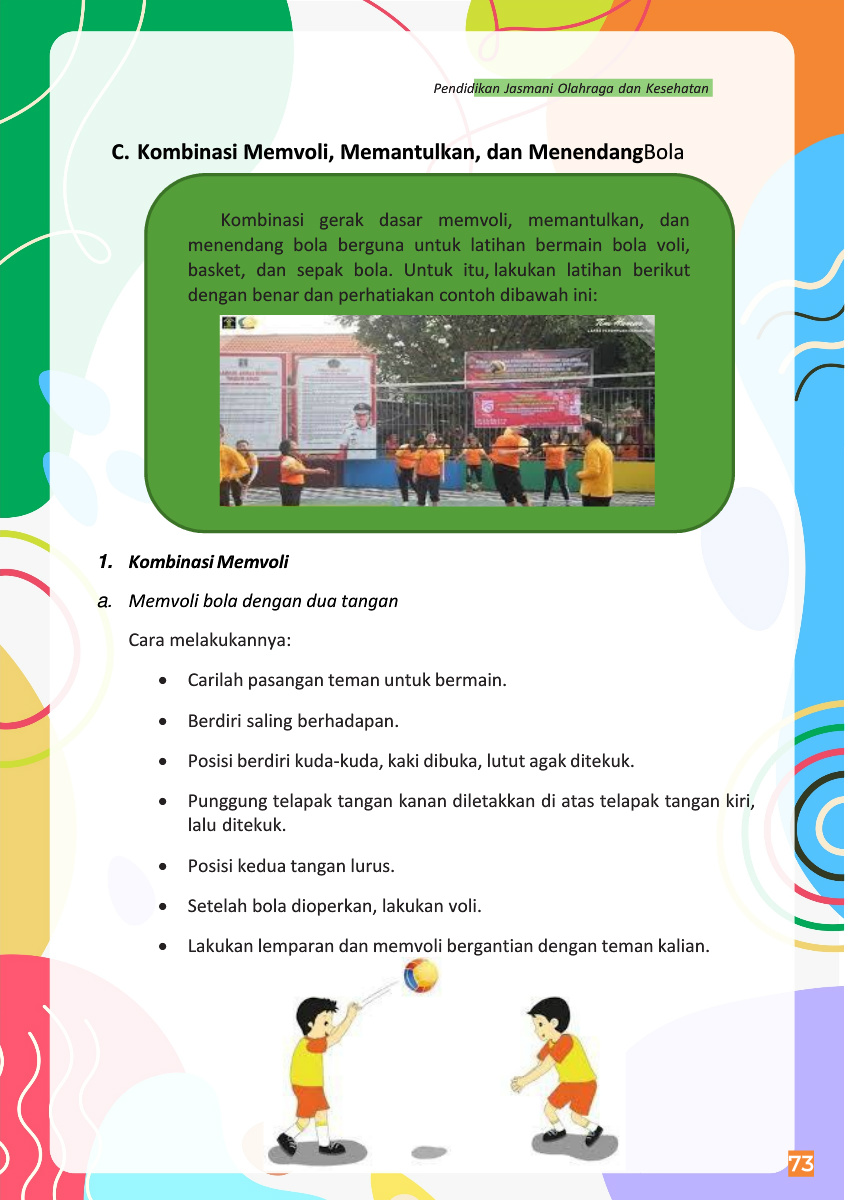 Pendidikan Jasmani Olahraga dan Kesehatan
C. Kombinasi Memvoli, Memantulkan, dan MenendangBola
Kombinasi gerak dasar memvoli, memantulkan, dan
menendang bola berguna untuk latihan bermain bola voli,
basket, dan sepak bola. Untuk itu, lakukan latihan berikut
dengan benar dan perhatiakan contoh dibawah ini:
1. Kombinasi Memvoli
a. Memvoli bola dengan dua tangan
Cara melakukannya:
• Carilah pasangan teman untuk bermain.
• Berdiri saling berhadapan.
• Posisi berdiri kuda-kuda, kaki dibuka, lutut agak ditekuk.
• Punggung telapak tangan kanan diletakkan di atas telapak tangan kiri,
lalu ditekuk.
• Posisi kedua tangan lurus.
• Setelah bola dioperkan, lakukan voli.
• Lakukan lemparan dan memvoli bergantian dengan teman kalian.
73